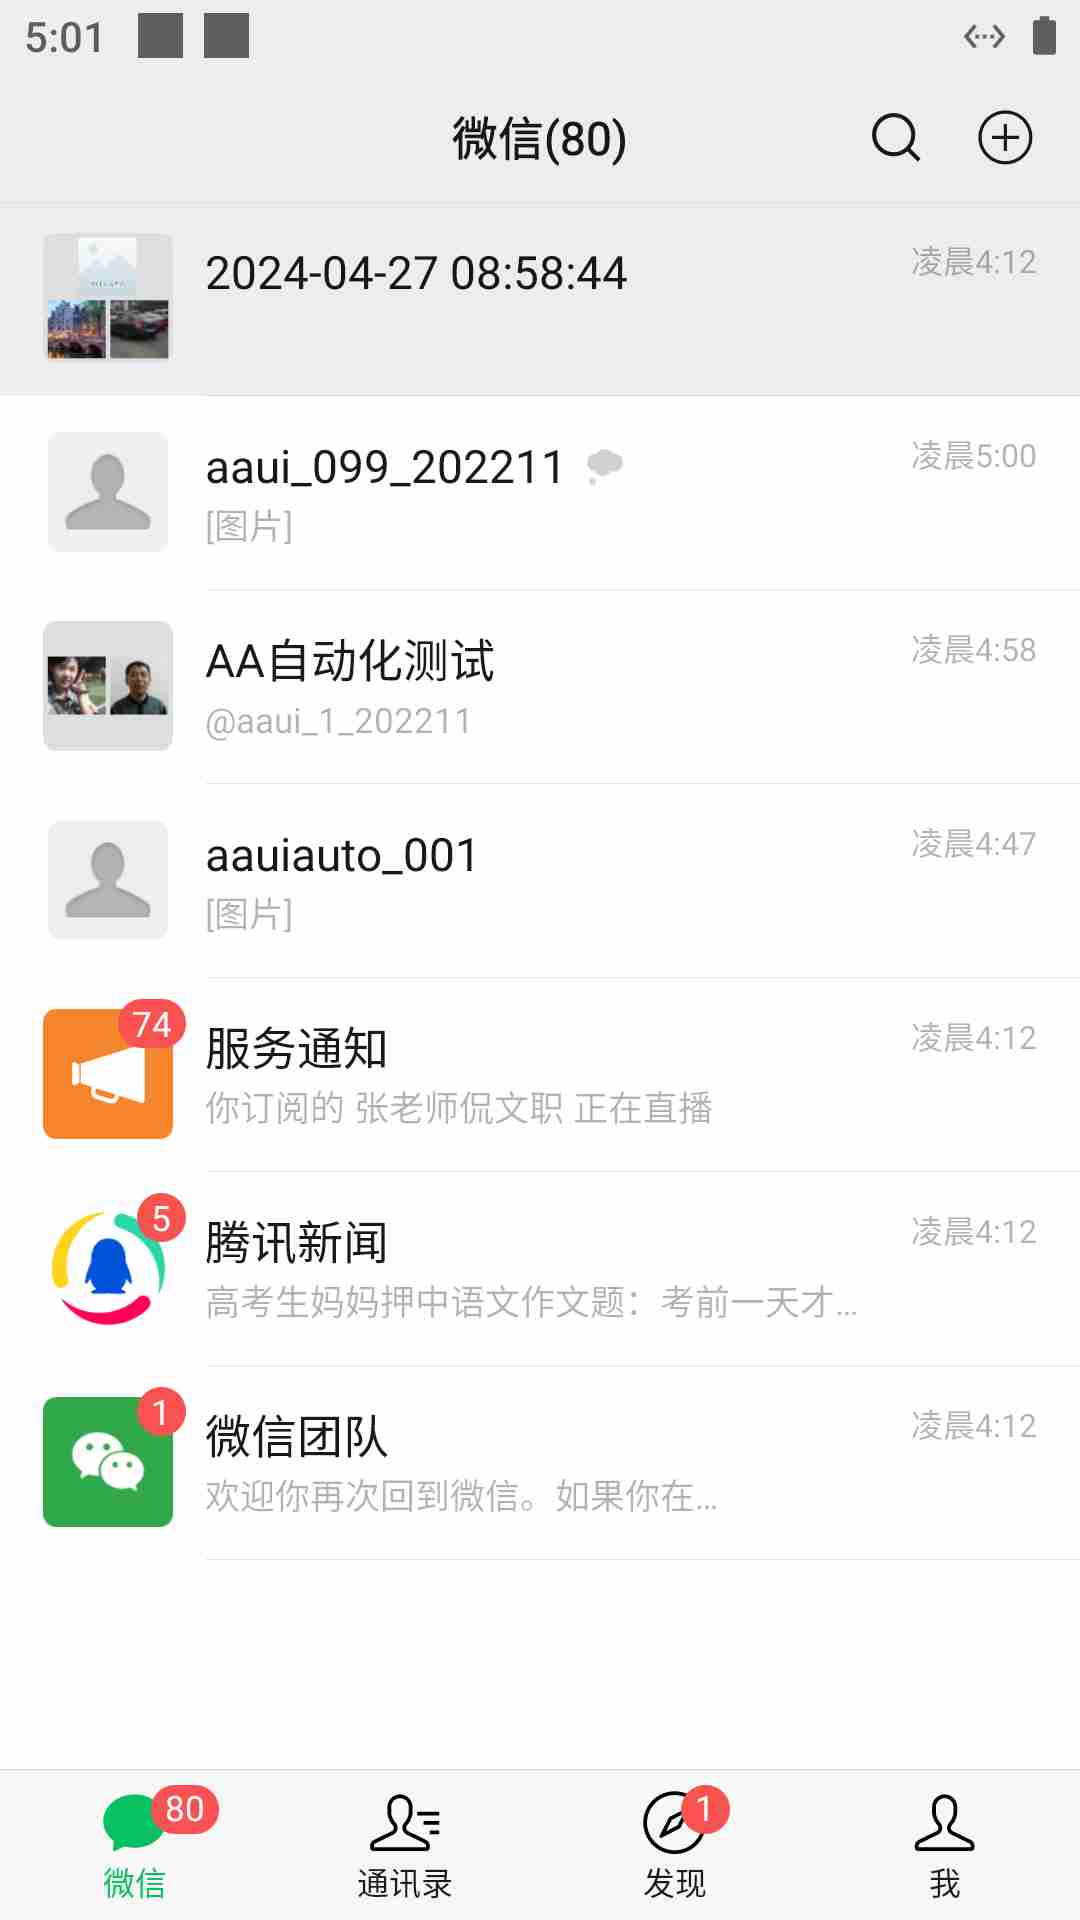 5:01
微信(80)
2024-04-27 08:58:44
凌晨4:12
aaui_099_202211
凌晨5:00
[图片]
AA自动化测试
凌晨4:58
@aaui_1_202211
aauiauto_001
凌晨4:47
[图片]
74
服务通知
凌晨4:12
你订阅的 张老师侃文职 正在直播
5
腾讯新闻
凌晨4:12
高考生妈妈押中语文作文题：考前一天才...
1
微信团队
凌晨4:12
欢迎你再次回到微信。如果你在...
80
1
微信
通讯录
发现
我